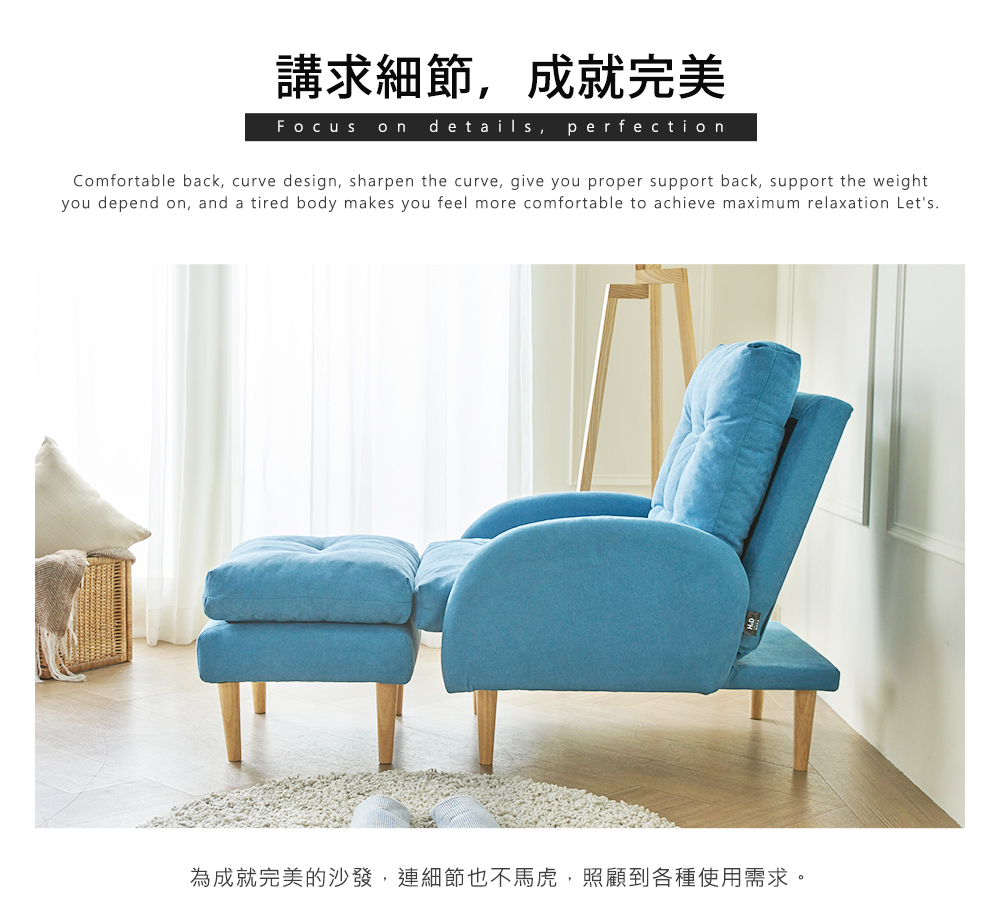 講求細節，成就完美
Focus on details, perfection
Comfortable back, curve design, sharpen the curve, give you proper support back, support the weight
you depend on, and a tired body makes you feel more comfortable to achieve maximum relaxation Let's.
H&D
為成就完美的沙發，連細節也不馬虎，照顧到各種使用需求。